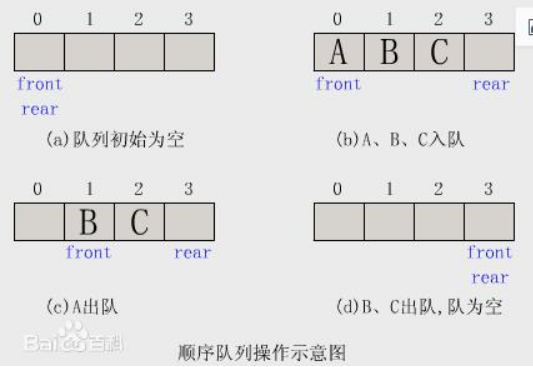 0 1 2 3
front
rear
(a)队列初始为空
0 1 2 3
A B C
front rear
(b)A、B、C入队
0 1 2 3
B C
front rear
(c)A出队
0 1 2 3
front
rear
(d)B、C出队,队为空
Bai百科
顺序队列操作示意图